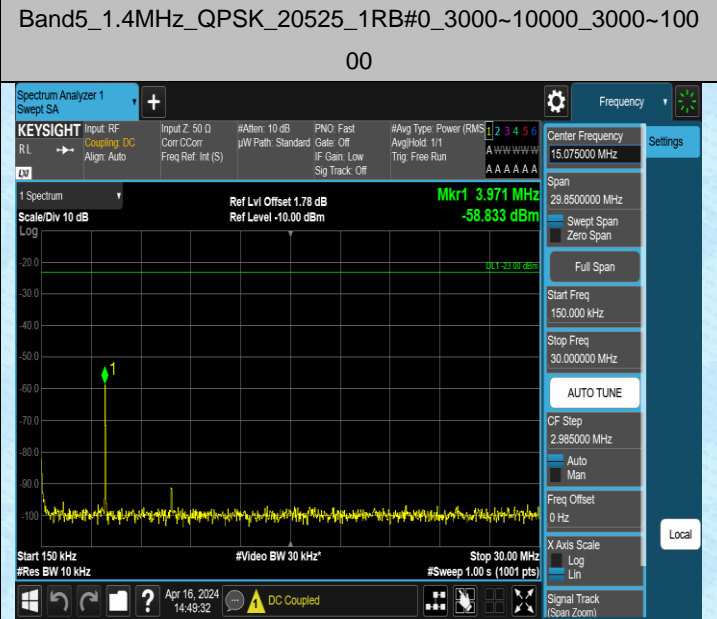 Band5_1.4MHz_QPSK_20525_1RB#0_3000~10000_3000~100
00
Spectrum Analyzer 1
Swept SA
Frequency
KEYSIGHT
RL
LXI
Input: RF
Coupling: DC
Align: Auto
Input Z: 50 Ω
Corr CCorr
Freq Ref: Int (S)
#Atten: 10 dB
µW Path: Standard
PNO: Fast
Gate: Off
IF Gain: Low
Sig Track: Off
#Avg Type: Power (RMS
Avg|Hold: 1/1
Trig: Free Run
1 2 3 4 5 6
A W W W W W
A A A A A A
1 Spectrum
Scale/Div 10 dB
Log
Ref Lvl Offset 1.78 dB
Ref Level -10.00 dBm
Mkr1 3.971 MHz
-58.833 dBm
DL1 -23.00 dBm
-20.0
-30.0
-40.0
-50.0
-60.0
-70.0
-80.0
-90.0
-100
1
Start 150 kHz
#Res BW 10 kHz
#Video BW 30 kHz*
Stop 30.00 MHz
#Sweep 1.00 s (1001 pts)
Center Frequency
15.075000 MHz
Settings
Span
29.8500000 MHz
Swept Span
Zero Span
Full Span
Start Freq
150.000 kHz
Stop Freq
30.000000 MHz
AUTO TUNE
CF Step
2.985000 MHz
Auto
Man
Freq Offset
0 Hz
X Axis Scale
Log
Lin
Signal Track
(Span Zoom)
Local
?
Apr 16, 2024
14:49:32
1
DC Coupled